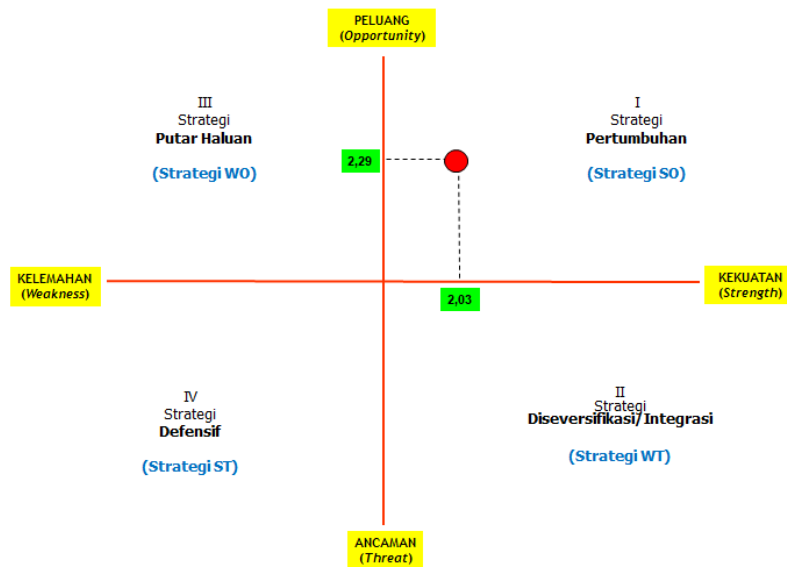 PELUANG
(Opportunity)
III
Strategi
Putar Haluan
(Strategi WO)
I
Strategi
Pertumbuhan
(Strategi SO)
2,29
KELEMAHAN
(Weakness)
KEKUATAN
(Strength)
2,03
IV
Strategi
Defensif
(Strategi ST)
II
Strategi
Diseversifikasi/Integrasi
(Strategi WT)
ANCAMAN
(Threat)